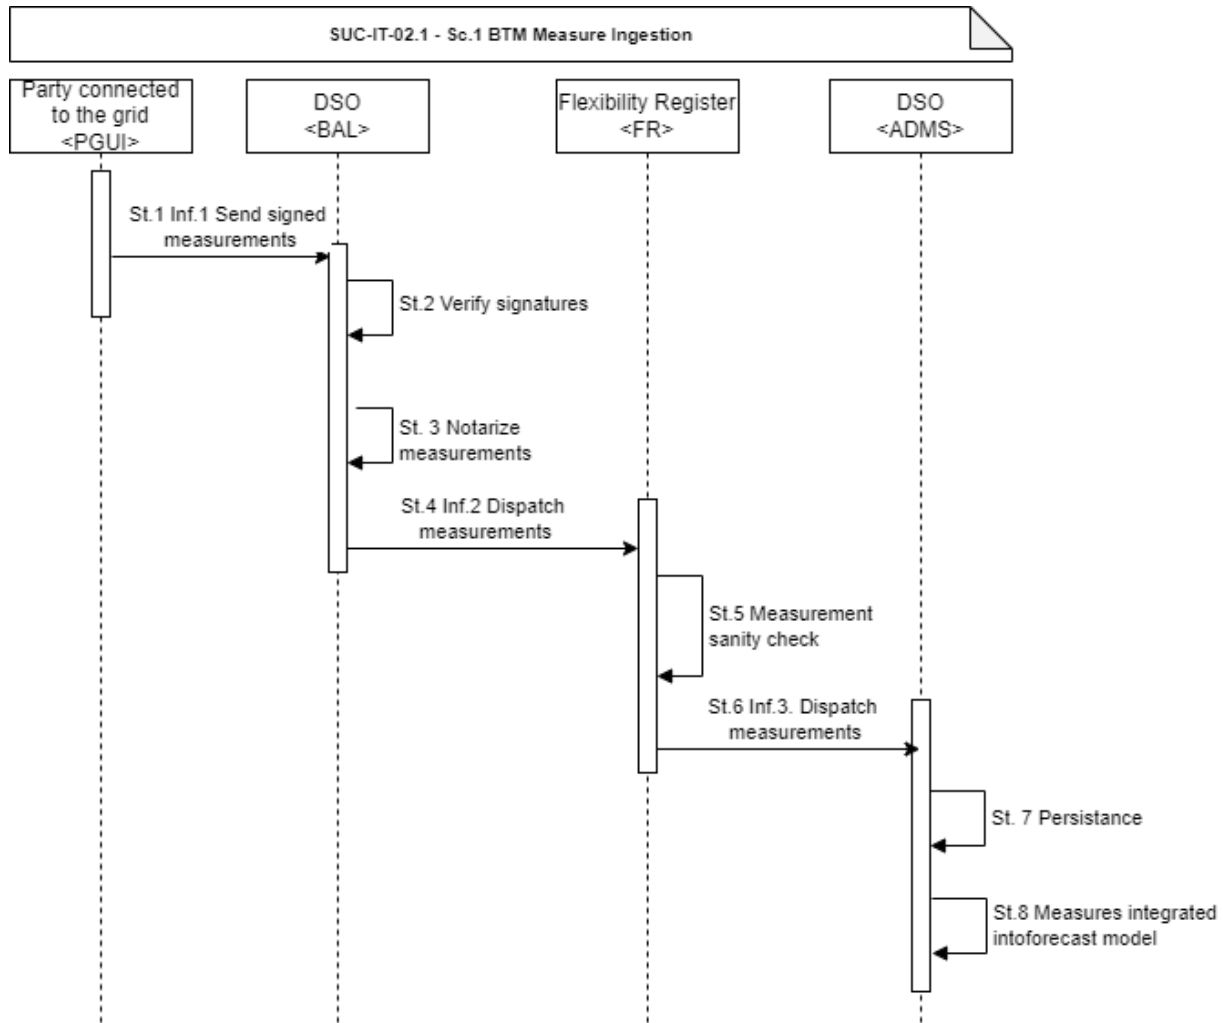 SUC-IT-02.1 - Sc.1 BTM Measure Ingestion
Party connected
to the grid
<PGUI>
DSO
<BAL>
Flexibility Register
<FR>
DSO
<ADMS>
St.1 Inf.1 Send signed
measurements
St.2 Verify signatures
St. 3 Notarize
measurements
St.4 Inf.2 Dispatch
measurements
St.5 Measurement
sanity check
St.6 Inf.3. Dispatch
measurements
St. 7 Persistance
St.8 Measures integrated
intoforecast model